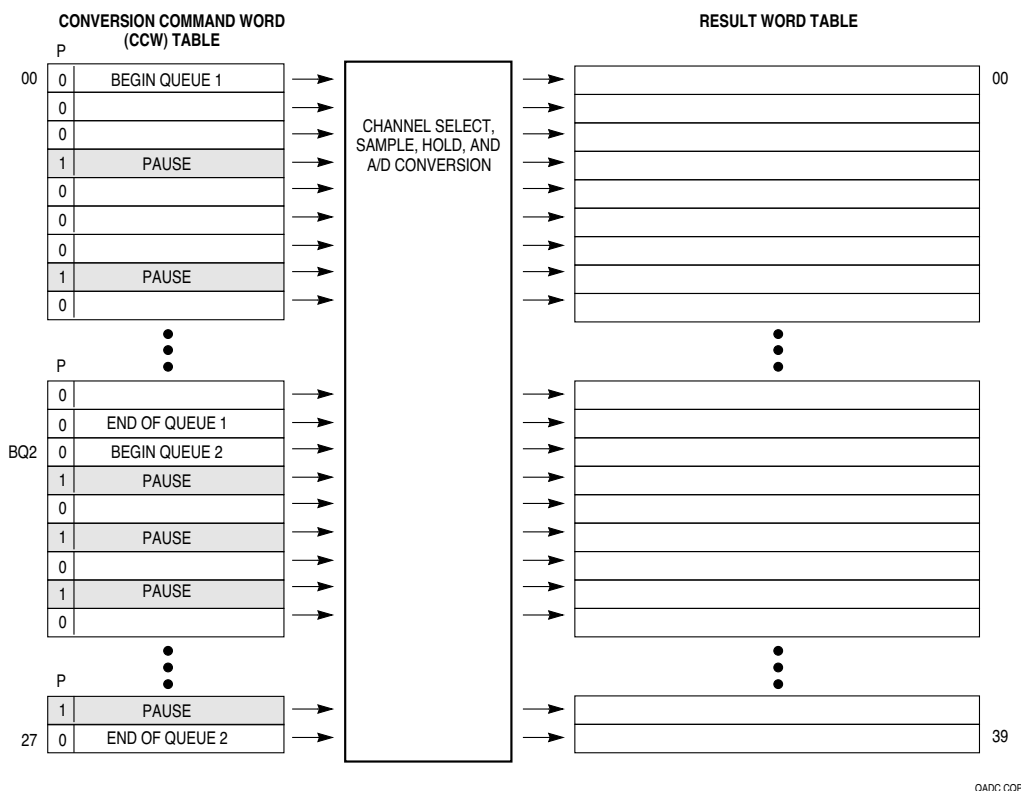 CONVERSION COMMAND WORD
(CCW) TABLE
RESULT WORD TABLE
P
00 0 BEGIN QUEUE 1 00
0
0
1 PAUSE
0
0
0
1 PAUSE
0
CHANNEL SELECT,
SAMPLE, HOLD, AND
A/D CONVERSION
P
0
0 END OF QUEUE 1
BQ2 0 BEGIN QUEUE 2
1 PAUSE
0
1 PAUSE
0
1 PAUSE
0
P
1 PAUSE
27 0 END OF QUEUE 2 39
QADC CQP